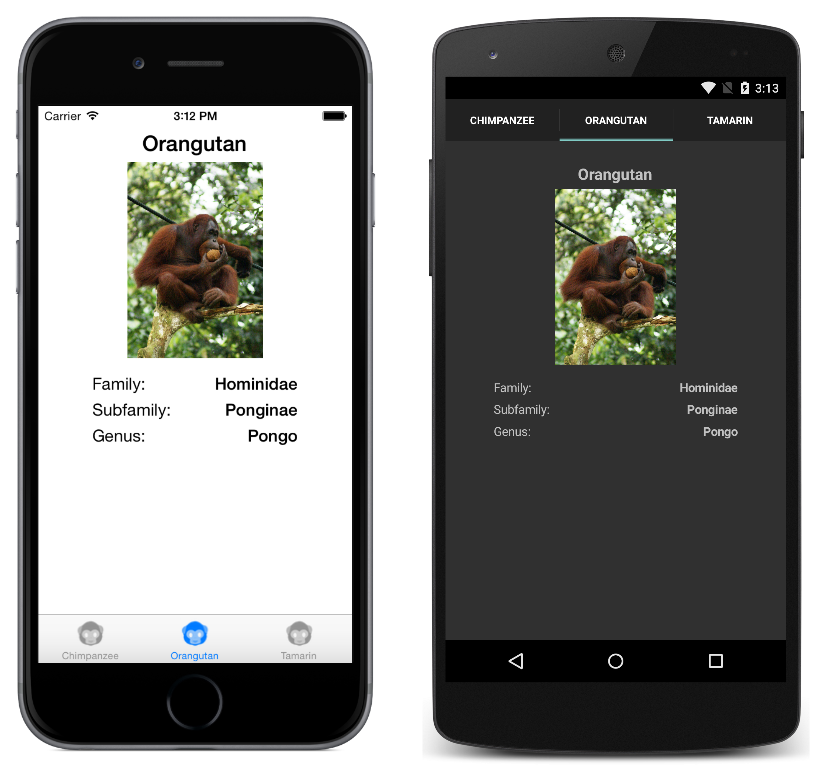 Carrier 3:12 PM
Orangutan
Family: Hominidae
Subfamily: Ponginae
Genus: Pongo
Chimpanzee Orangutan Tamarin
3:13
CHIMPANZEE ORANGUTAN TAMARIN
Orangutan
Family: Hominidae
Subfamily: Ponginae
Genus: Pongo